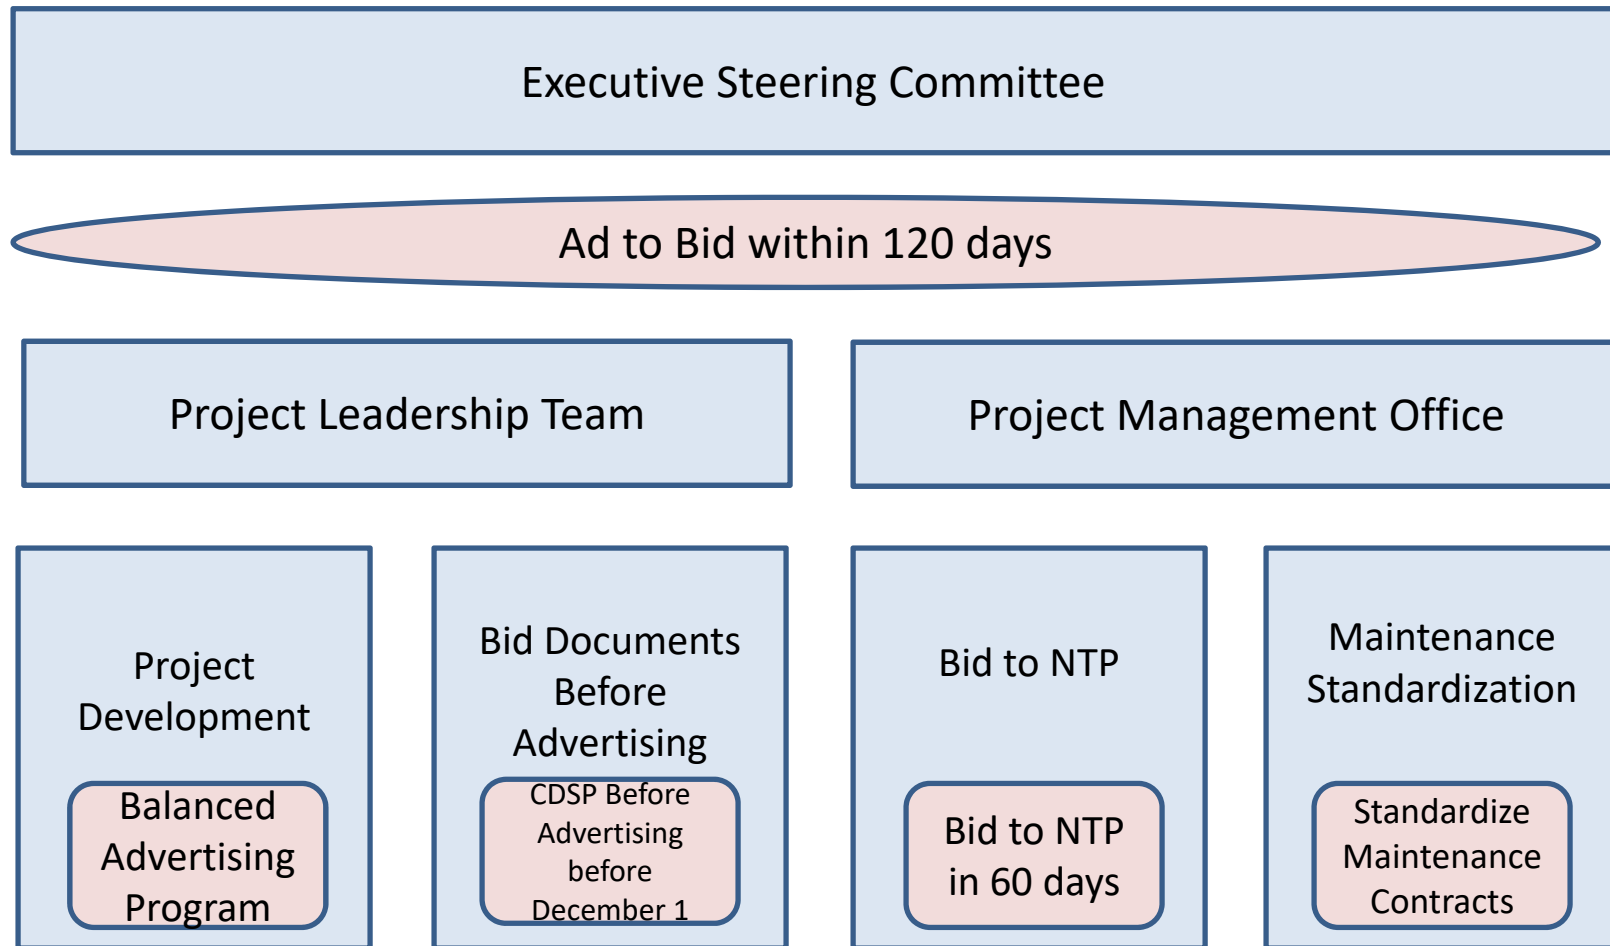 Executive Steering Committee
Ad to Bid within 120 days
Project Leadership Team
Project Management Office
Project
Development
Balanced
Advertising
Program
Bid Documents
Before
Advertising
CDSP Before
Advertising
before
December 1
Bid to NTP
Bid to NTP
in 60 days
Maintenance
Standardization
Standardize
Maintenance
Contracts